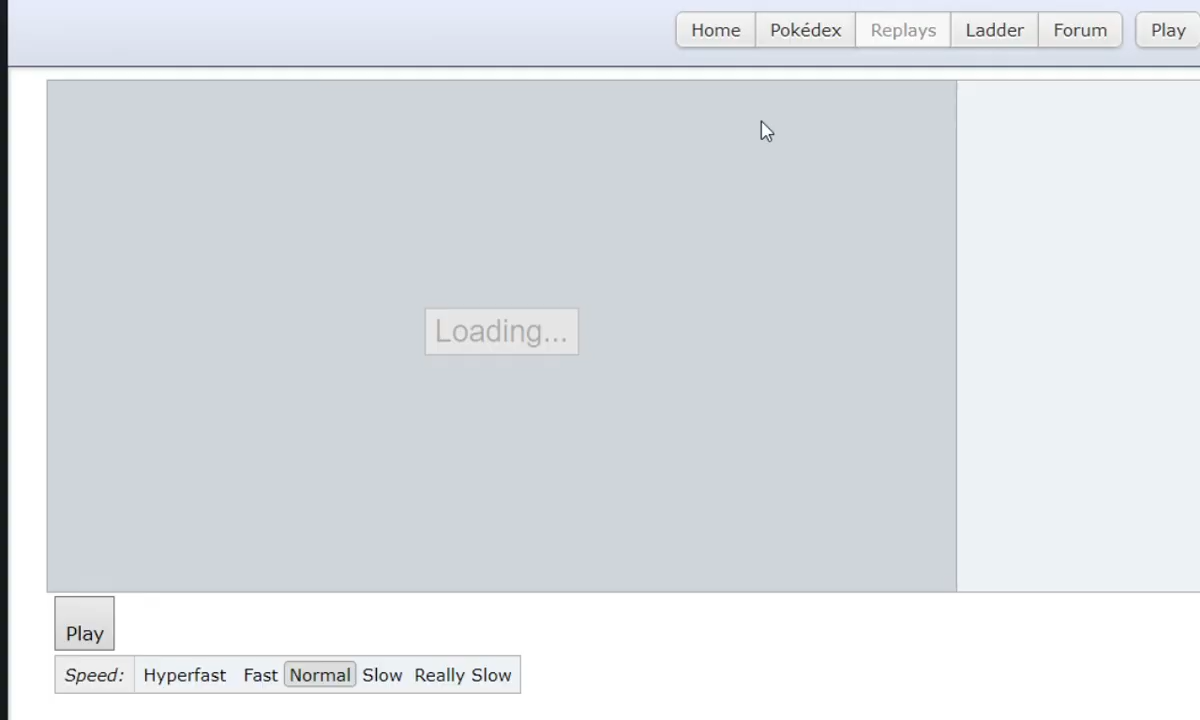 Home Pokédex Replays Ladder Forum Play
Loading...
Play
Speed: Hyperfast Fast Normal Slow Really Slow